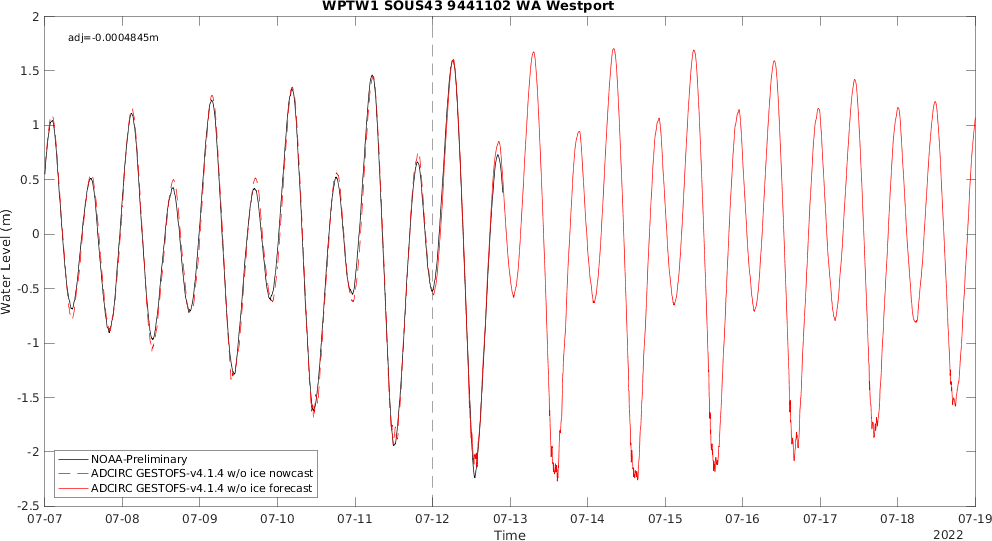 WPTW1 SOUS43 9441102 WA Westport
adj=-0.0004845m
2
1.5
1
0.5
0
-0.5
-1
-1.5
-2
-2.5
Water Level (m)
NOAA-Preliminary
ADCIRC GESTOFS-v4.1.4 w/o ice nowcast
ADCIRC GESTOFS-v4.1.4 w/o ice forecast
07-07 07-08 07-09 07-10 07-11 07-12 07-13 07-14 07-15 07-16 07-17 07-18 07-19
Time
2022